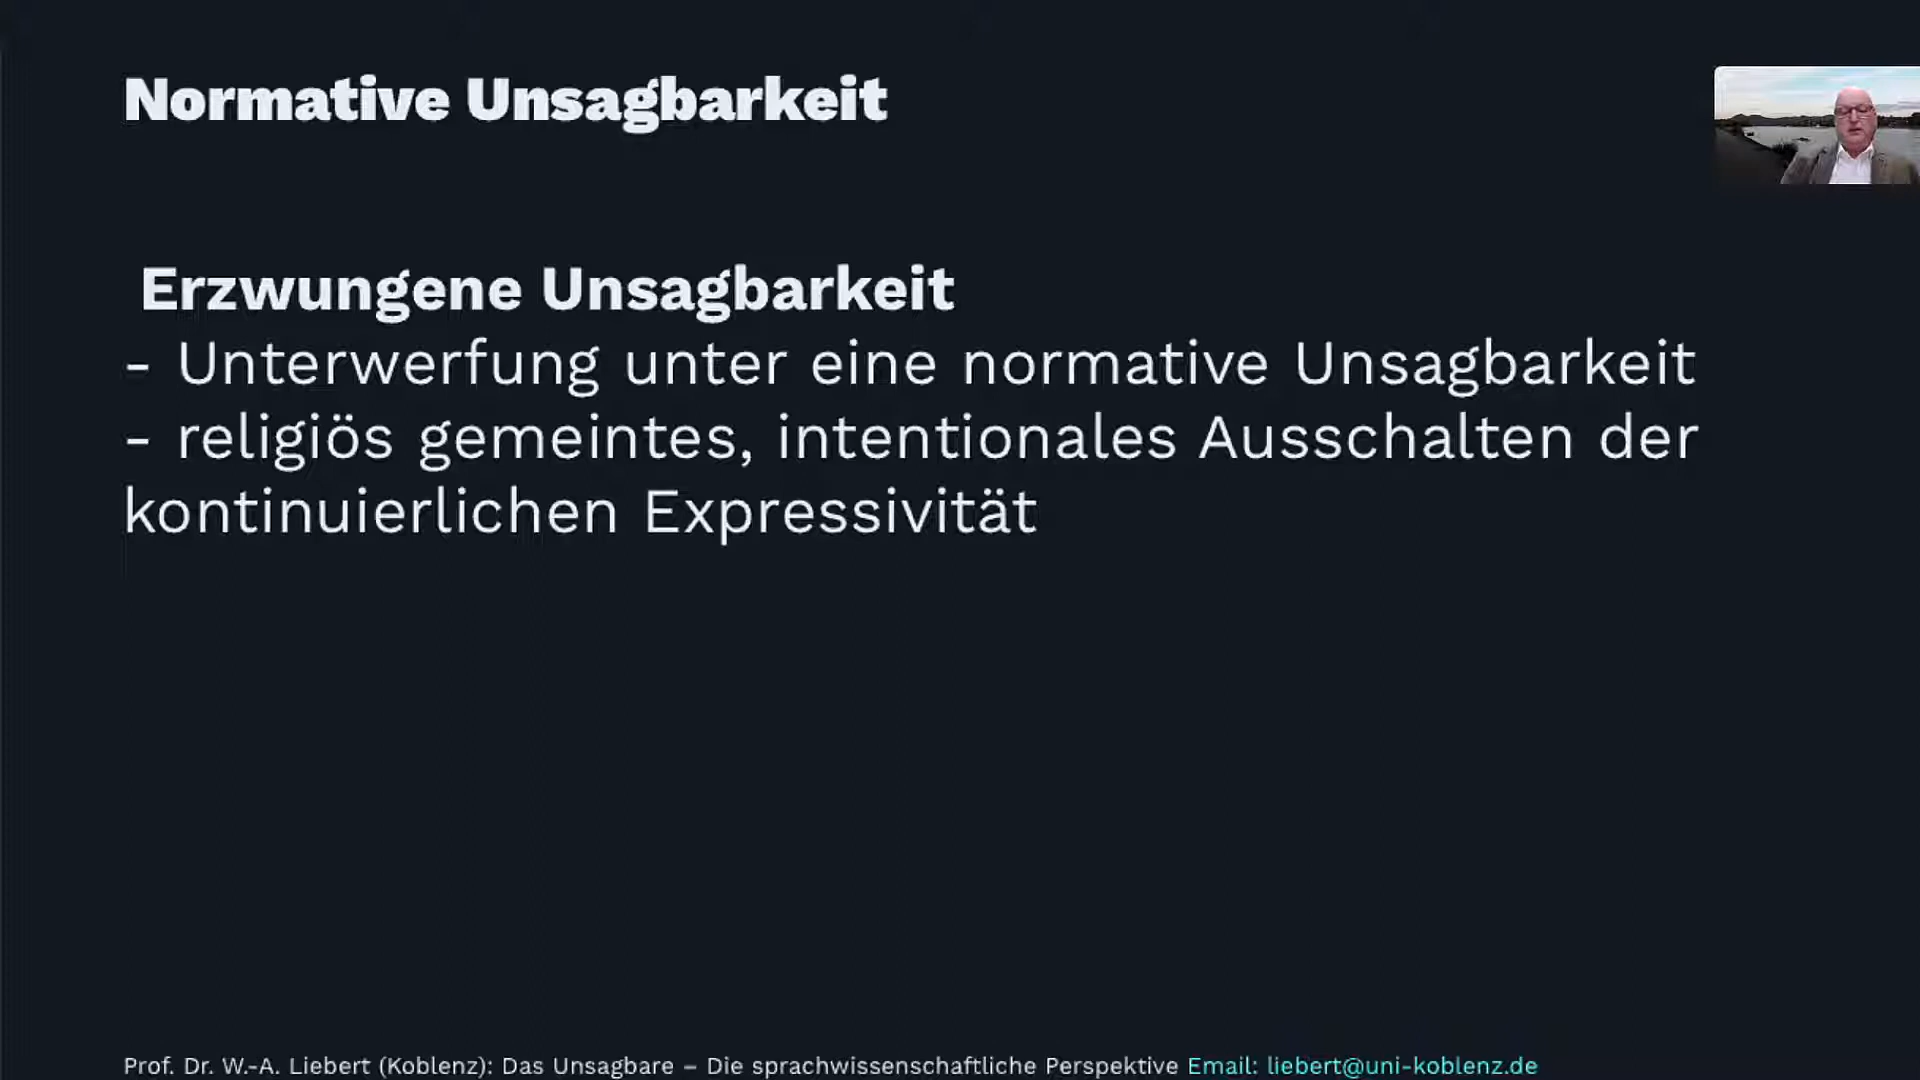 Normative Unsagbarkeit
Erzwungene Unsagbarkeit
- Unterwerfung unter eine normative Unsagbarkeit
- religiös gemeintes, intentionales Ausschalten der
kontinuierlichen Expressivität
Prof. Dr. W.-A. Liebert (Koblenz): Das Unsagbare – Die sprachwissenschaftliche Perspektive Email: liebert@uni-koblenz.de